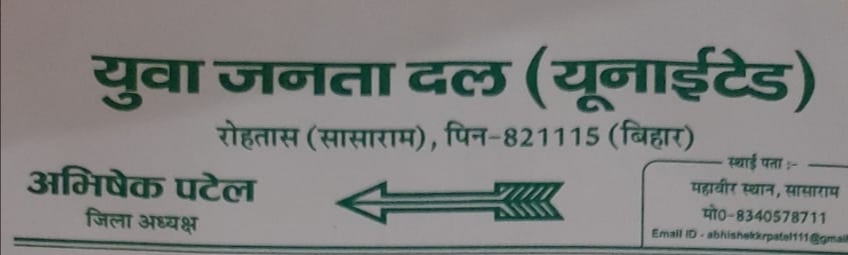 युवा जनता दल (यूनाईटेड)
रोहतास (सासाराम), पिन-821115 (बिहार)
अभिषेक पटेल
जिला अध्यक्ष
स्थाई पता :-
महावीर स्थान, सासाराम
मो0-8340578711
Email ID - abhishekkrpatel111@gmail